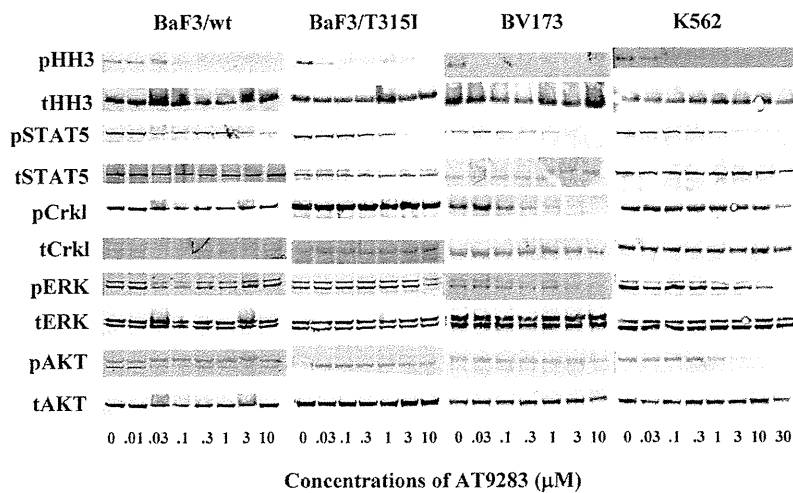 BaF3/wt BaF3/T315I BV173 K562
pHH3
tHH3
pSTAT5
tSTAT5
pCrkl
tCrkl
pERK
tERK
pAKT
tAKT
0 .01 .03 .1 .3 1 3 10 0 .03 .1 .3 1 3 10 0 .03 .1 .3 1 3 10 0 .03 .1 .3 1 3 10 30
Concentrations of AT9283 (μM)